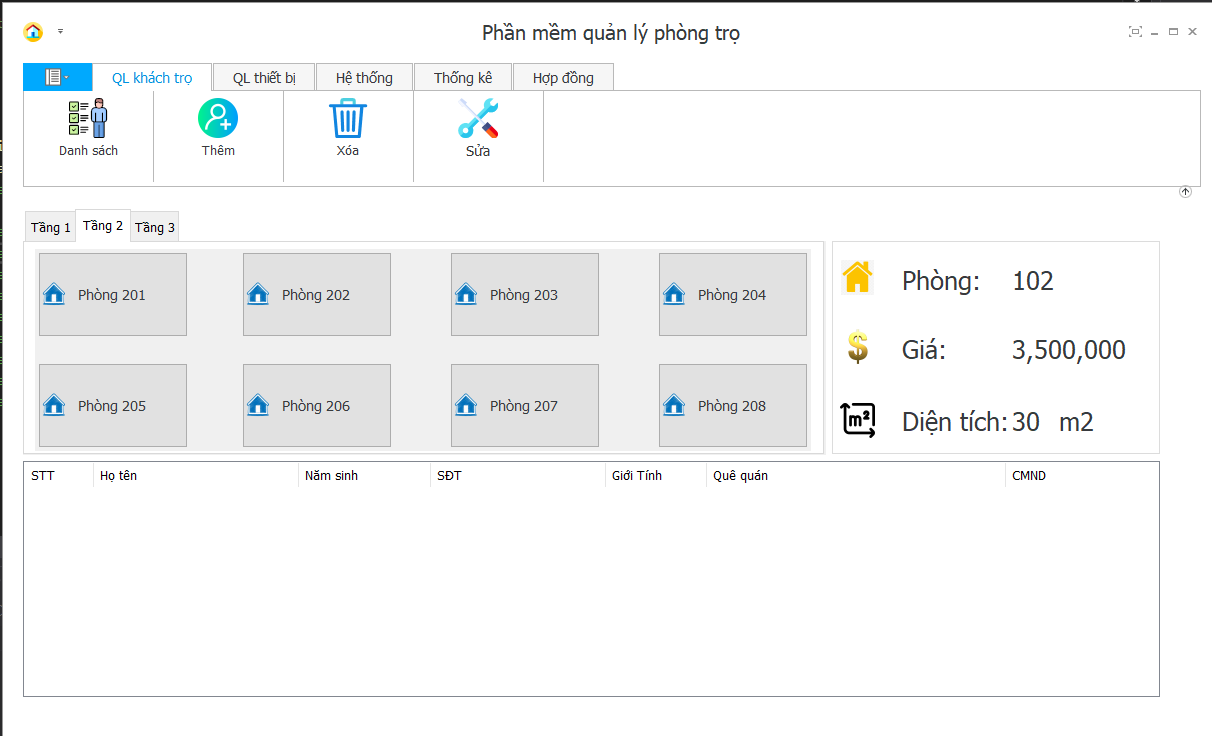 Phần mềm quản lý phòng trọ
QL khách trọ QL thiết bị Hệ thống Thống kê Hợp đồng
Danh sách Thêm Xóa Sửa
Tầng 1 Tầng 2 Tầng 3
Phòng 201 Phòng 202 Phòng 203 Phòng 204
Phòng 205 Phòng 206 Phòng 207 Phòng 208
Phòng: 102
$ Giá: 3,500,000
m² Diện tích: 30 m2
STT Họ tên Năm sinh SĐT Giới Tính Quê quán CMND